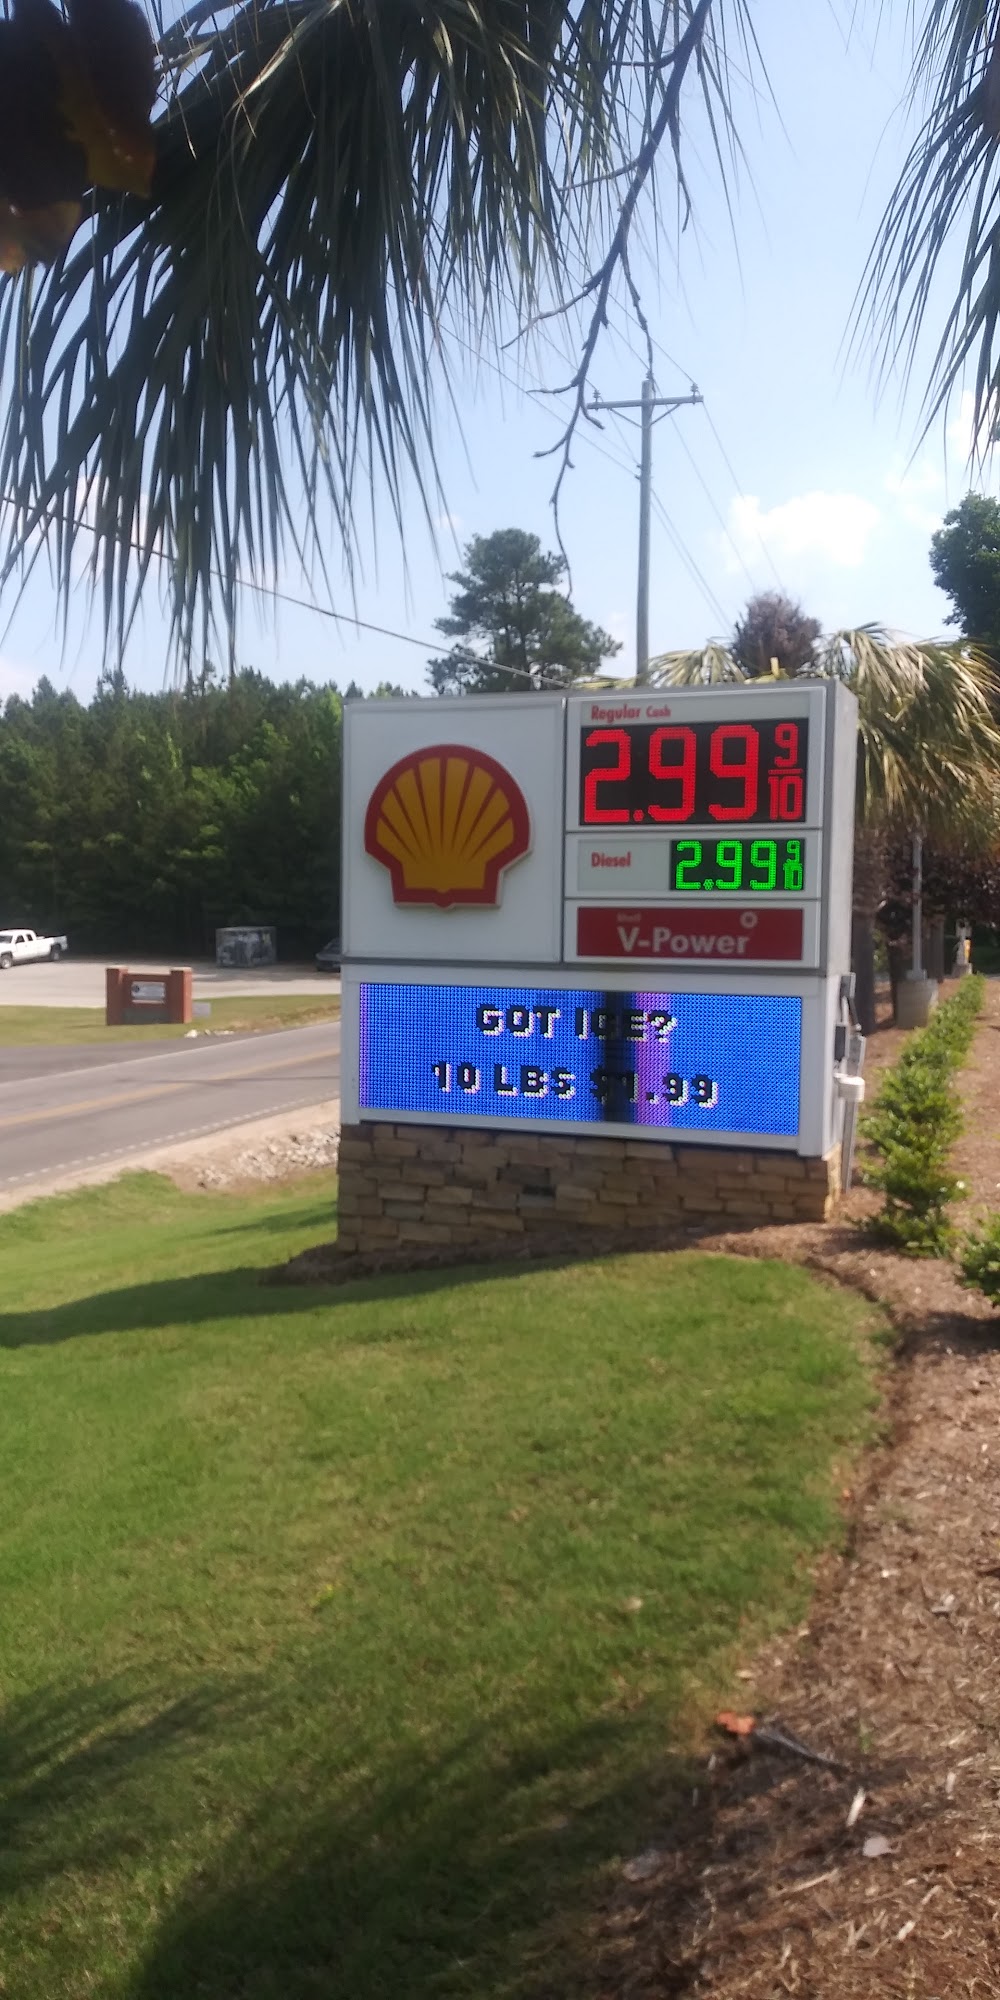 Regular Cash
2.99 9/10
Diesel 2.99 9/10
Shell
V-Power
GOT ICE?
10 LBS $1.99